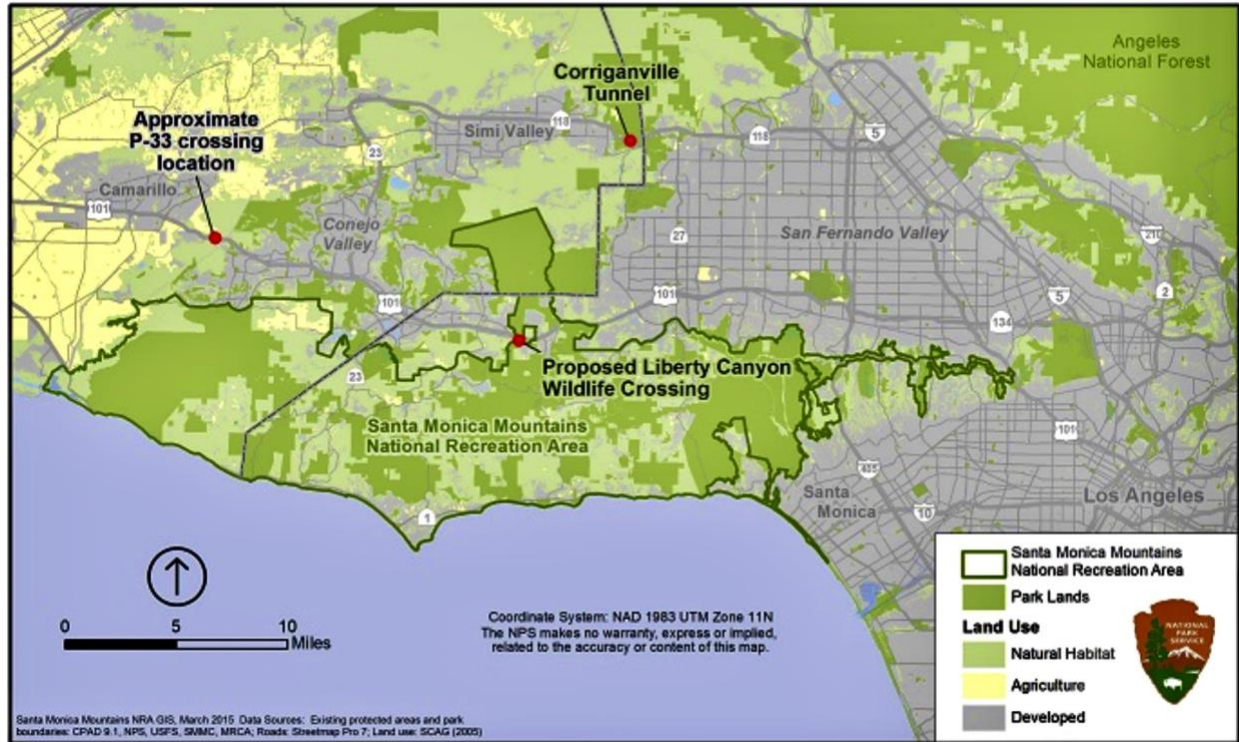 Angeles
National Forest
Corriganville
Tunnel
Approximate
P-33 crossing
location
Simi Valley
118
118
5
23
Camarillo
101
Conejo
Valley
27
San Fernando Valley
210
101
101
5
2
134
Proposed Liberty Canyon
Wildlife Crossing
23
Santa Monica Mountains
National Recreation Area
101
405
Santa
Monica
10
Los Angeles
1
0
5
10
Miles
Coordinate System: NAD 1983 UTM Zone 11N
The NPS makes no warranty, express or implied,
related to the accuracy or content of this map.
Santa Monica Mountains
National Recreation Area
Park Lands
Land Use
Natural Habitat
Agriculture
Developed
NATIONAL
PARK
SERVICE
Santa Monica Mountains NRA GIS, March 2015 Data Sources: Existing protected areas and park
boundaries: CPAD 9.1, NPS, USFS, SMMC, MRCA; Roads: Streetmap Pro 7; Land use: SCAG (2005)